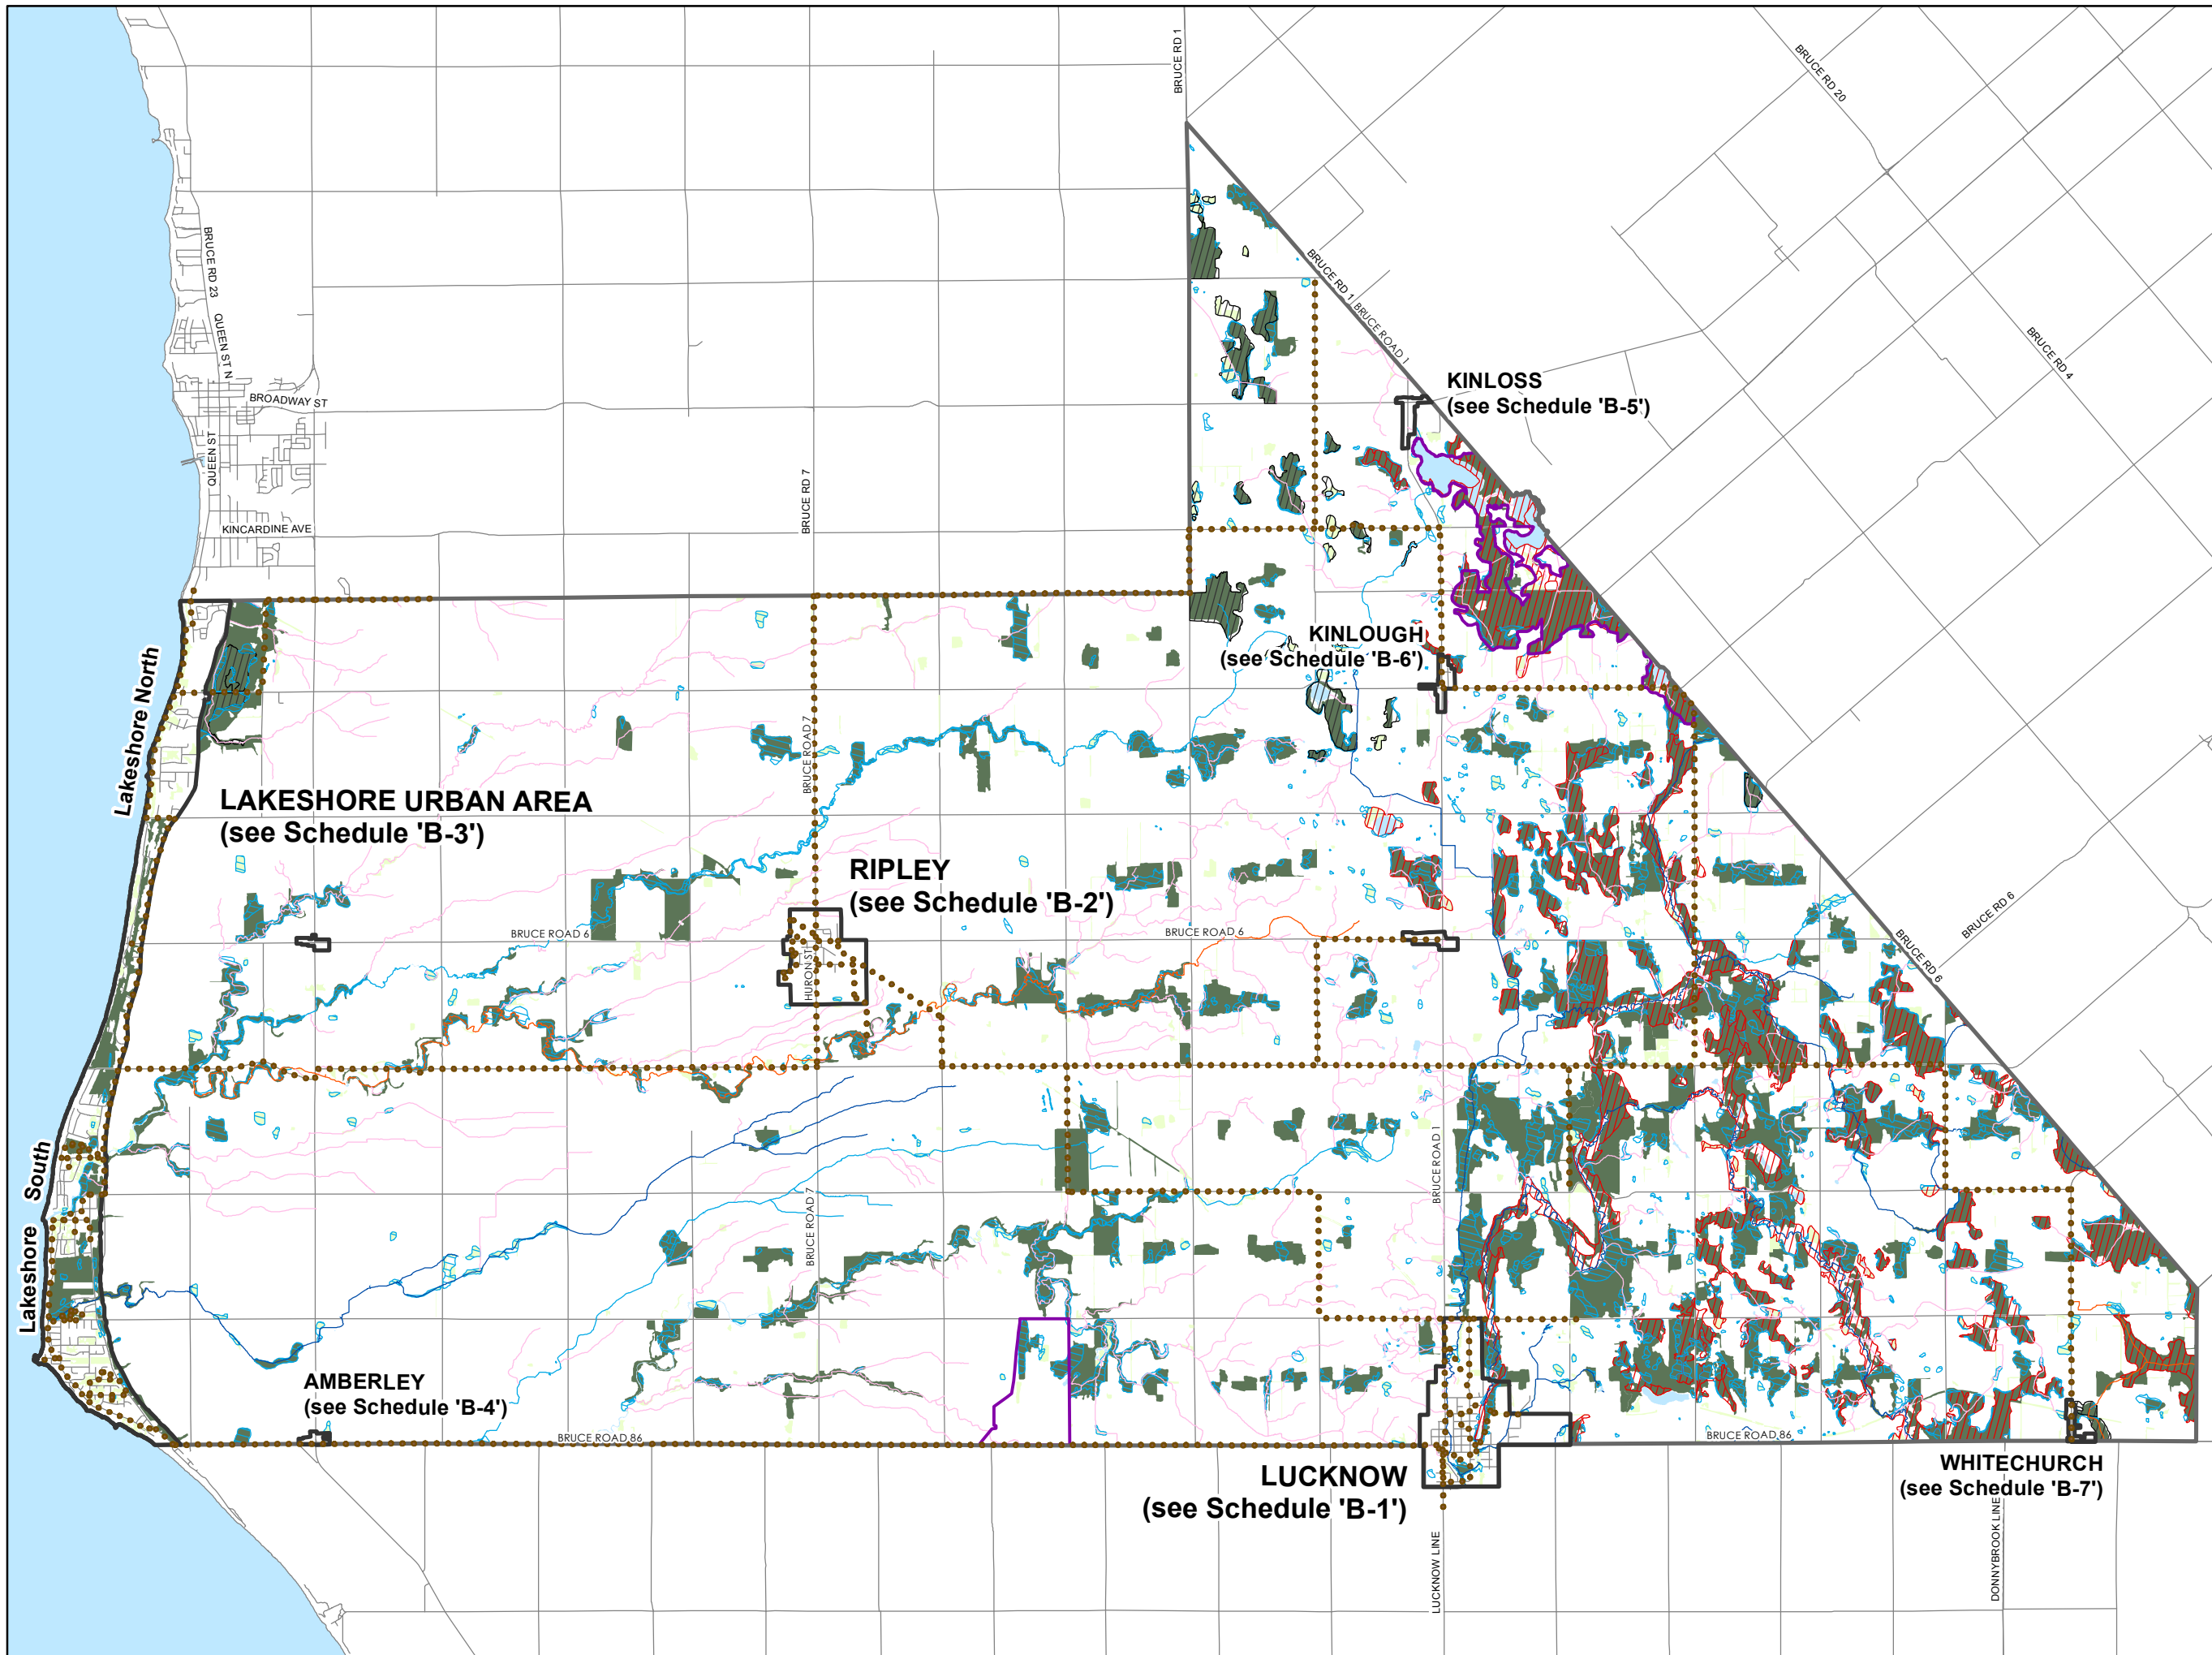 BRUCE RD 1
BRUCE RD 20
BRUCE RD 23
QUEEN ST N
BRUCE RD 1
BRUCE ROAD 1
BRUCE RD 4
KINLOSS
(see Schedule 'B-5')
BROADWAY ST
QUEEN ST
BRUCE RD 7
KINCARDINE AVE
KINLOUGH
(see Schedule 'B-6')
Lakeshore North
BRUCE ROAD 7
LAKESHORE URBAN AREA
(see Schedule 'B-3')
RIPLEY
(see Schedule 'B-2')
BRUCE ROAD 6
BRUCE ROAD 6
BRUCE RD 6
BRUCE RD 6
HURON ST
Lakeshore South
BRUCE ROAD 1
BRUCE ROAD 7
AMBERLEY
(see Schedule 'B-4')
BRUCE ROAD 86
BRUCE ROAD 86
LUCKNOW
(see Schedule 'B-1')
WHITECHURCH
(see Schedule 'B-7')
LUCKNOW LINE
DONNYBROOK LINE